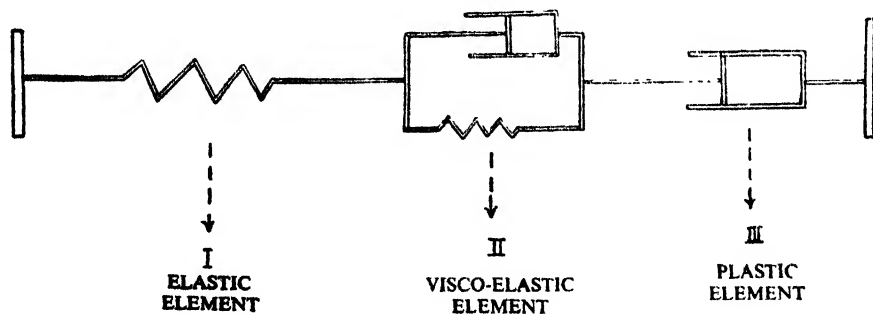 I
ELASTIC
ELEMENT
II
VISCO-ELASTIC
ELEMENT
III
PLASTIC
ELEMENT